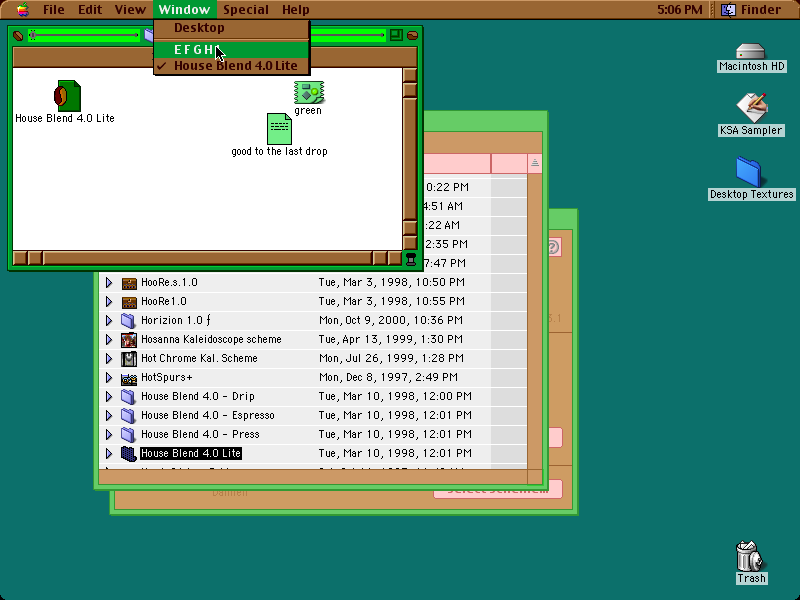 File Edit View Window Special Help 5:06 PM Finder
Desktop
E F G H I
✓ House Blend 4.0 Lite
House Blend 4.0 Lite
green
good to the last drop
Macintosh HD
KSA Sampler
Desktop Textures
0:22 PM
4:51 AM
:22 AM
2:35 PM
7:47 PM
HooRe.s.1.0 Tue, Mar 3, 1998, 10:50 PM
HooRe1.0 Tue, Mar 3, 1998, 10:55 PM
Horizion 1.0 ƒ Mon, Oct 9, 2000, 10:36 PM
Hosanna Kaleidoscope scheme Tue, Apr 13, 1999, 1:30 PM
Hot Chrome Kal. Scheme Mon, Jul 26, 1999, 1:28 PM
HotSpurs+ Mon, Dec 8, 1997, 2:49 PM
House Blend 4.0 - Drip Tue, Mar 10, 1998, 12:00 PM
House Blend 4.0 - Espresso Tue, Mar 10, 1998, 12:01 PM
House Blend 4.0 - Press Tue, Mar 10, 1998, 12:01 PM
House Blend 4.0 Lite Tue, Mar 10, 1998, 12:01 PM
Trash